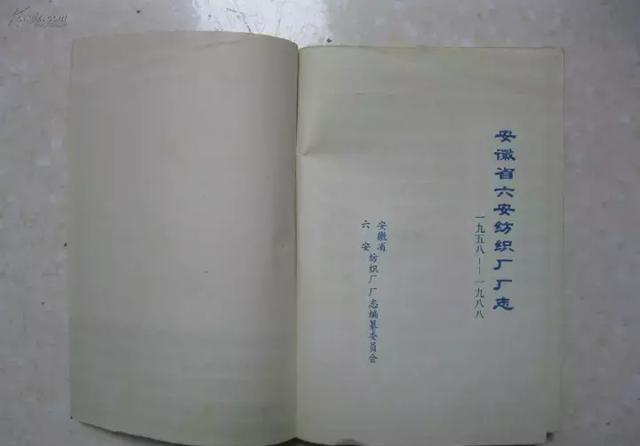 安徽省六安纺织厂厂志
一九五八——一九八八
安徽省
六安
纺织厂厂志编纂委员会